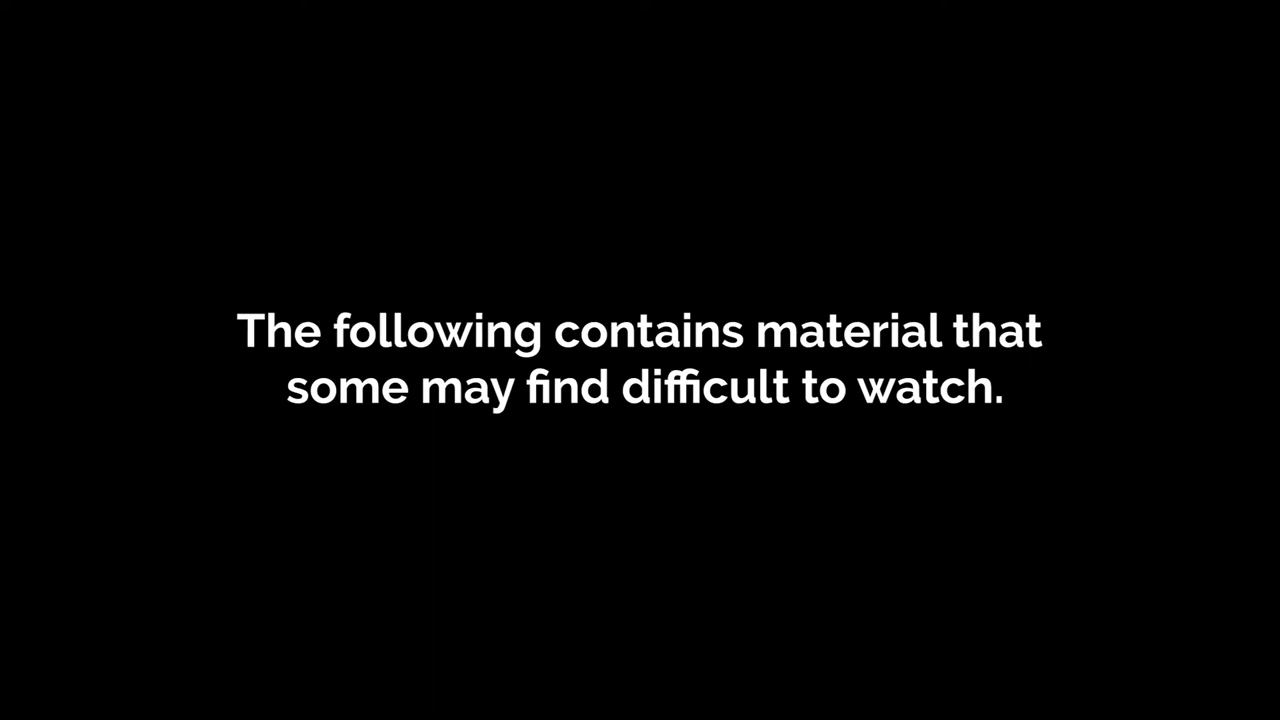 The following contains material that
some may find difficult to watch.